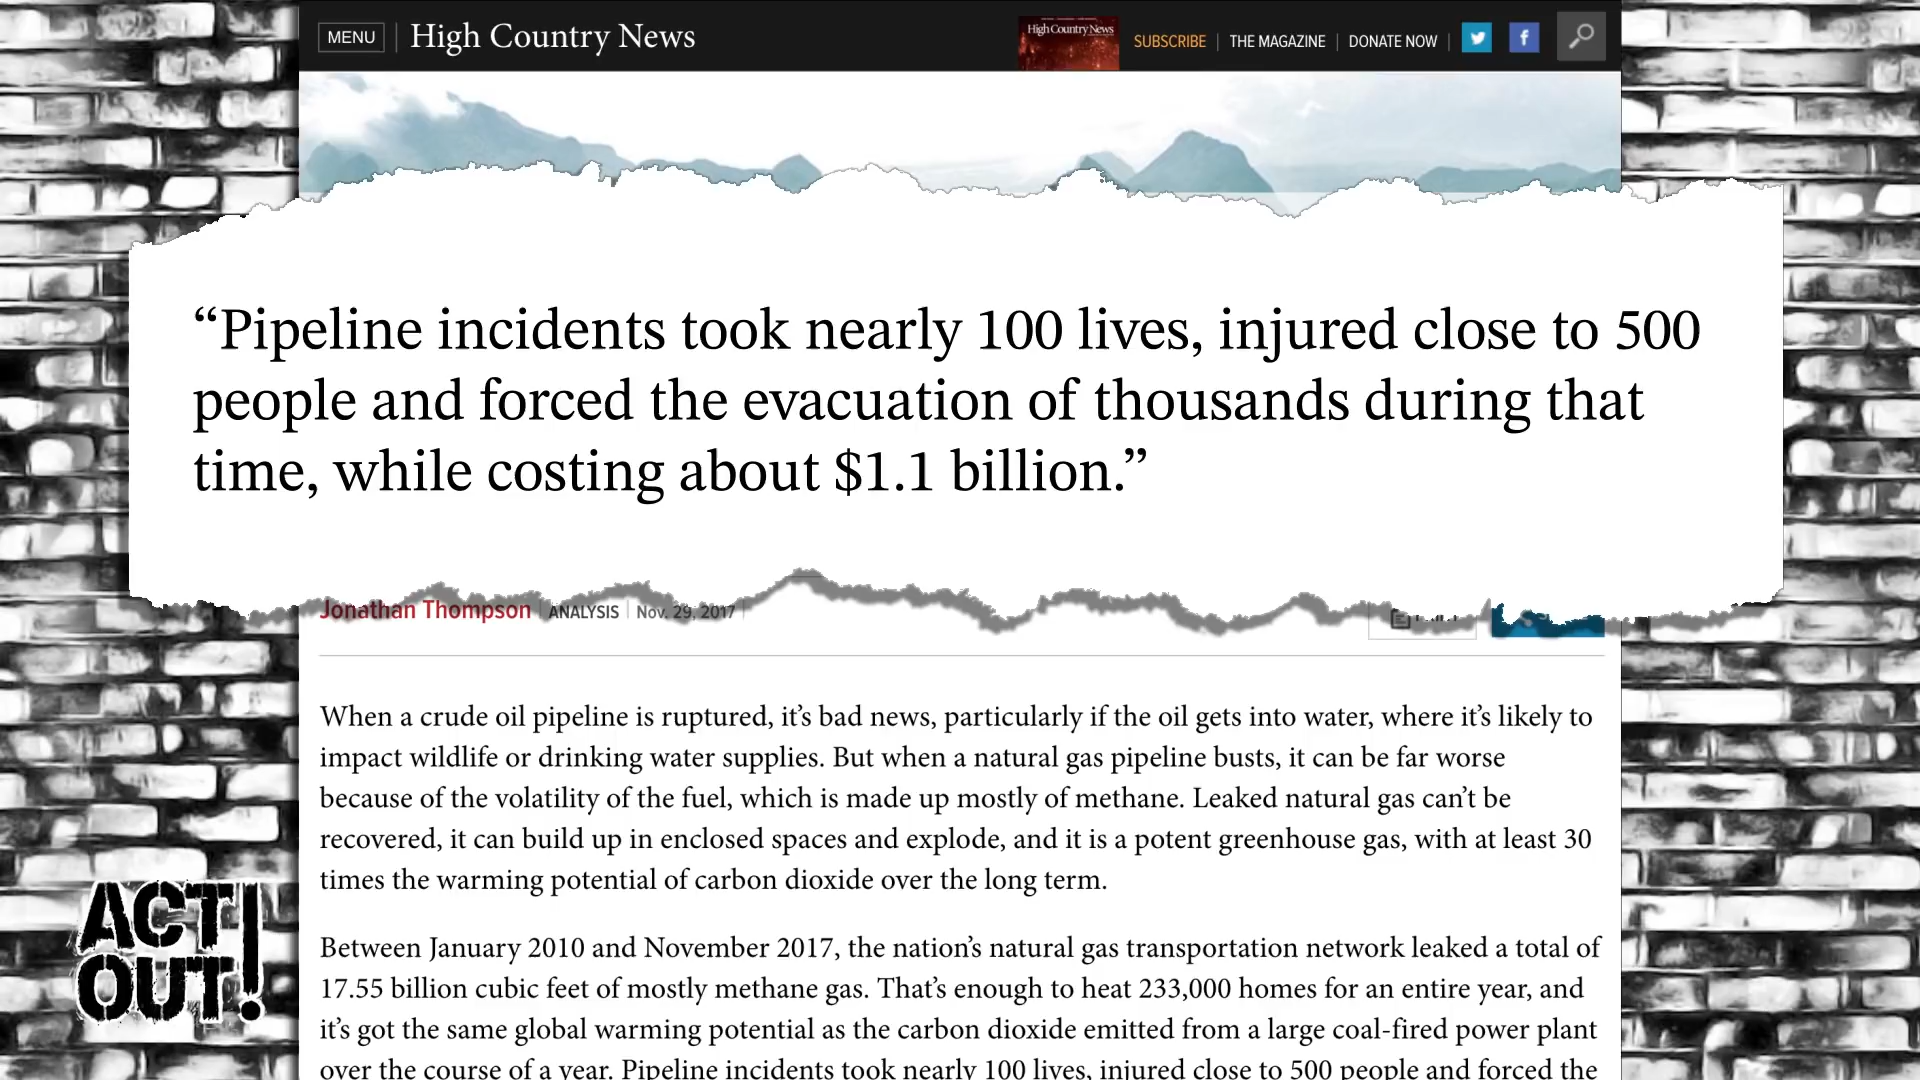 MENU
High Country News
High Country News
SUBSCRIBE
THE MAGAZINE
DONATE NOW
“Pipeline incidents took nearly 100 lives, injured close to 500
people and forced the evacuation of thousands during that
time, while costing about $1.1 billion.”
Jonathan Thompson | ANALYSIS | Nov. 29, 2017
When a crude oil pipeline is ruptured, it’s bad news, particularly if the oil gets into water, where it’s likely to
impact wildlife or drinking water supplies. But when a natural gas pipeline busts, it can be far worse
because of the volatility of the fuel, which is made up mostly of methane. Leaked natural gas can’t be
recovered, it can build up in enclosed spaces and explode, and it is a potent greenhouse gas, with at least 30
times the warming potential of carbon dioxide over the long term.
Between January 2010 and November 2017, the nation’s natural gas transportation network leaked a total of
17.55 billion cubic feet of mostly methane gas. That’s enough to heat 233,000 homes for an entire year, and
it’s got the same global warming potential as the carbon dioxide emitted from a large coal-fired power plant
over the course of a year. Pipeline incidents took nearly 100 lives, injured close to 500 people and forced the
ACT
OUT!